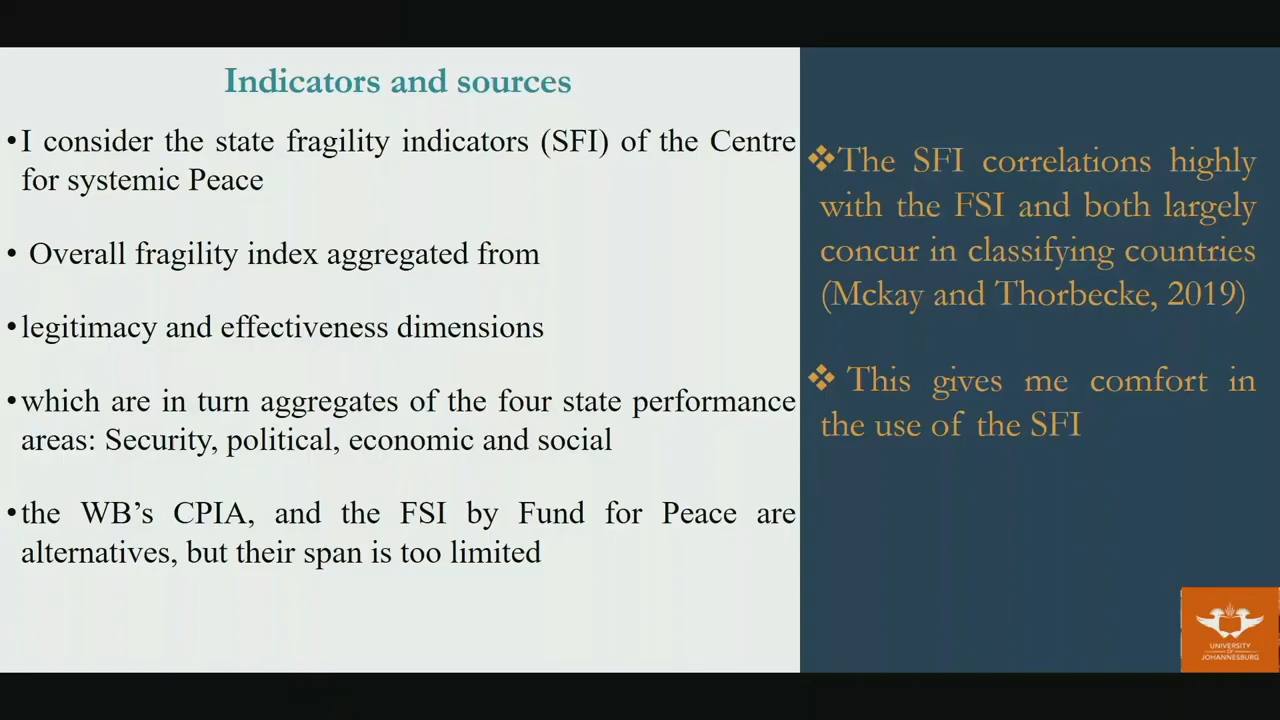 Indicators and sources
•I consider the state fragility indicators (SFI) of the Centre
for systemic Peace
• Overall fragility index aggregated from
•legitimacy and effectiveness dimensions
•which are in turn aggregates of the four state performance
areas: Security, political, economic and social
•the WB’s CPIA, and the FSI by Fund for Peace are
alternatives, but their span is too limited
❖The SFI correlations highly
with the FSI and both largely
concur in classifying countries
(Mckay and Thorbecke, 2019)
❖ This gives me comfort in
the use of the SFI
UNIVERSITY
OF
JOHANNESBURG